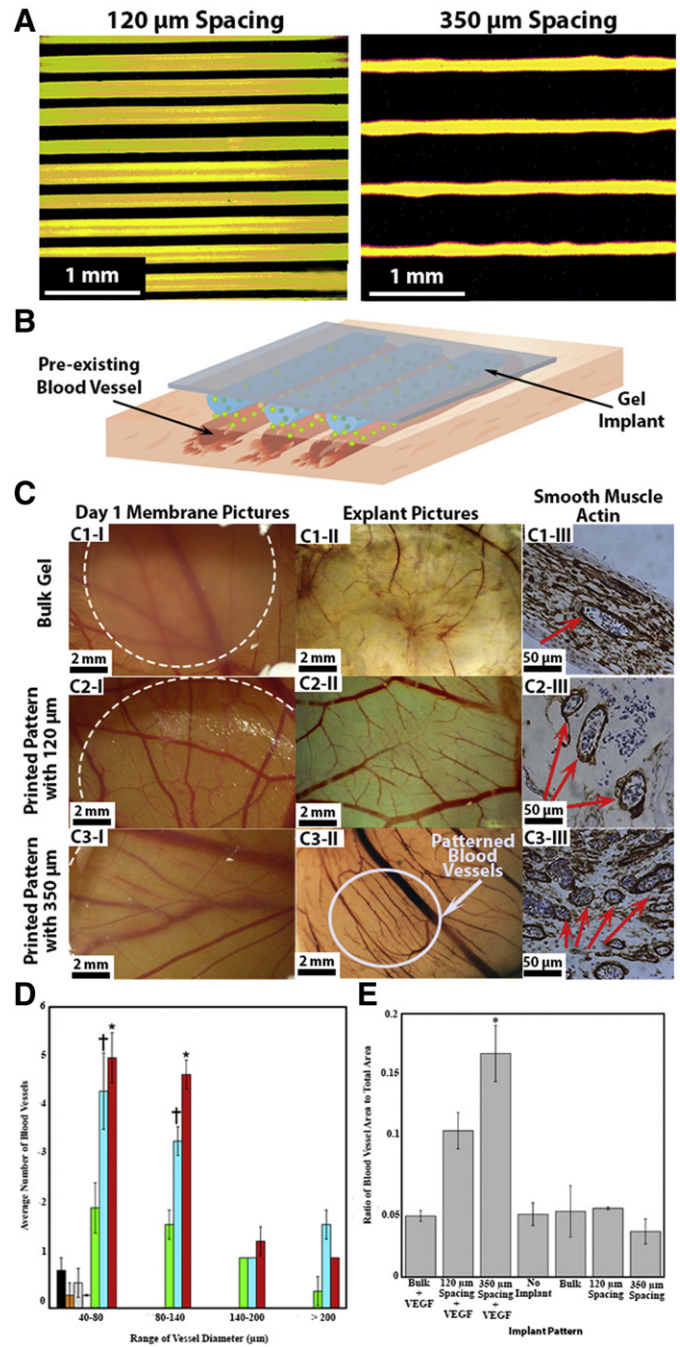 A
120 µm Spacing
350 µm Spacing
1 mm
1 mm
B
Pre-existing
Blood Vessel
Gel
Implant
C
Day 1 Membrane Pictures
Explant Pictures
Smooth Muscle
Actin
Bulk Gel
C1-I
2 mm
C1-II
2 mm
C1-III
50 µm
Printed Pattern
with 120 µm
C2-I
2 mm
C2-II
2 mm
C2-III
50 µm
Printed Pattern
with 350 µm
C3-I
2 mm
C3-II
Patterned
Blood
Vessels
2 mm
C3-III
50 µm
D
Average Number of Blood Vessels
6
5
4
3
2
1
0
†
*
†
*
40-80
80-140
140-200
> 200
Range of Vessel Diameter (µm)
E
Ratio of Blood Vessel Area to Total Area
0.2
0.15
0.1
0.05
0
*
Bulk
+
VEGF
120 µm
Spacing
+
VEGF
350 µm
Spacing
+
VEGF
No
Implant
Bulk
120 µm
Spacing
350 µm
Spacing
Implant Pattern